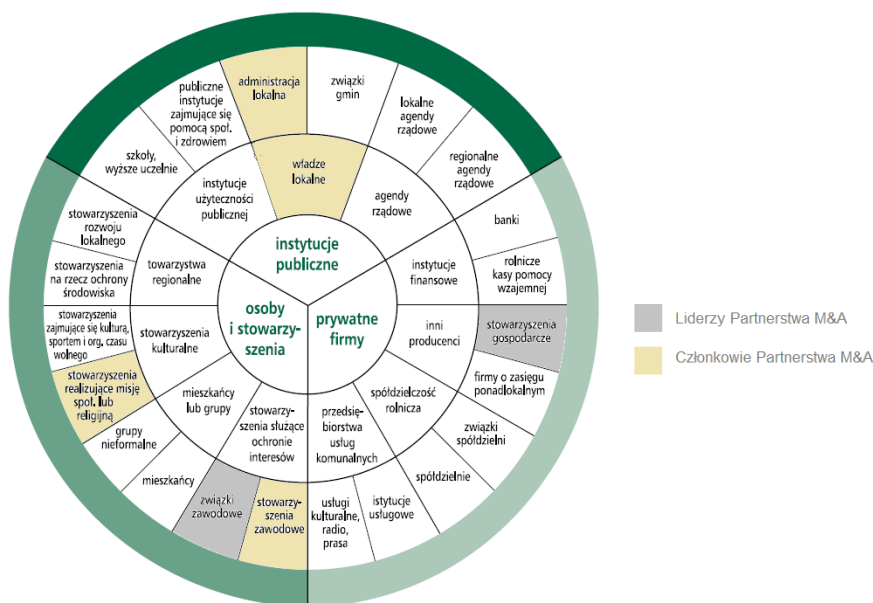 publiczne
instytucje
zajmujące się
pomocą społ.
i zdrowiem
administracja
lokalna
związki
gmin
lokalne
agendy
rządowe
regionalne
agendy
rządowe
szkoły,
wyższe uczelnie
instytucje
użyteczności
publicznej
władze
lokalne
agendy
rządowe
instytucje
publiczne
stowarzyszenia
rozwoju
lokalnego
stowarzyszenia
na rzecz ochrony
środowiska
stowarzyszenia
zajmujące się kulturą,
sportem i org. czasu
wolnego
stowarzyszenia
realizujące misję
społ. lub
religijną
grupy
nieformalne
mieszkańcy
związki
zawodowe
stowarzy-
szenia
zawodowe
towarzystwa
regionalne
stowarzyszenia
kulturalne
mieszkańcy
lub grupy
stowarzy-
szenia służące
ochronie
interesów
osoby
i stowarzy-
szenia
prywatne
firmy
instytucje
finansowe
inni
producenci
spółdzielczość
rolnicza
przedsię-
biorstwa
usług
komunalnych
banki
rolnicze
kasy pomocy
wzajemnej
stowarzyszenia
gospodarcze
firmy o zasięgu
ponadlokalnym
związki
spółdzielni
spółdzielnie
istytucje
usługowe
usługi
kulturalne,
radio,
prasa
Liderzy Partnerstwa M&A
Członkowie Partnerstwa M&A